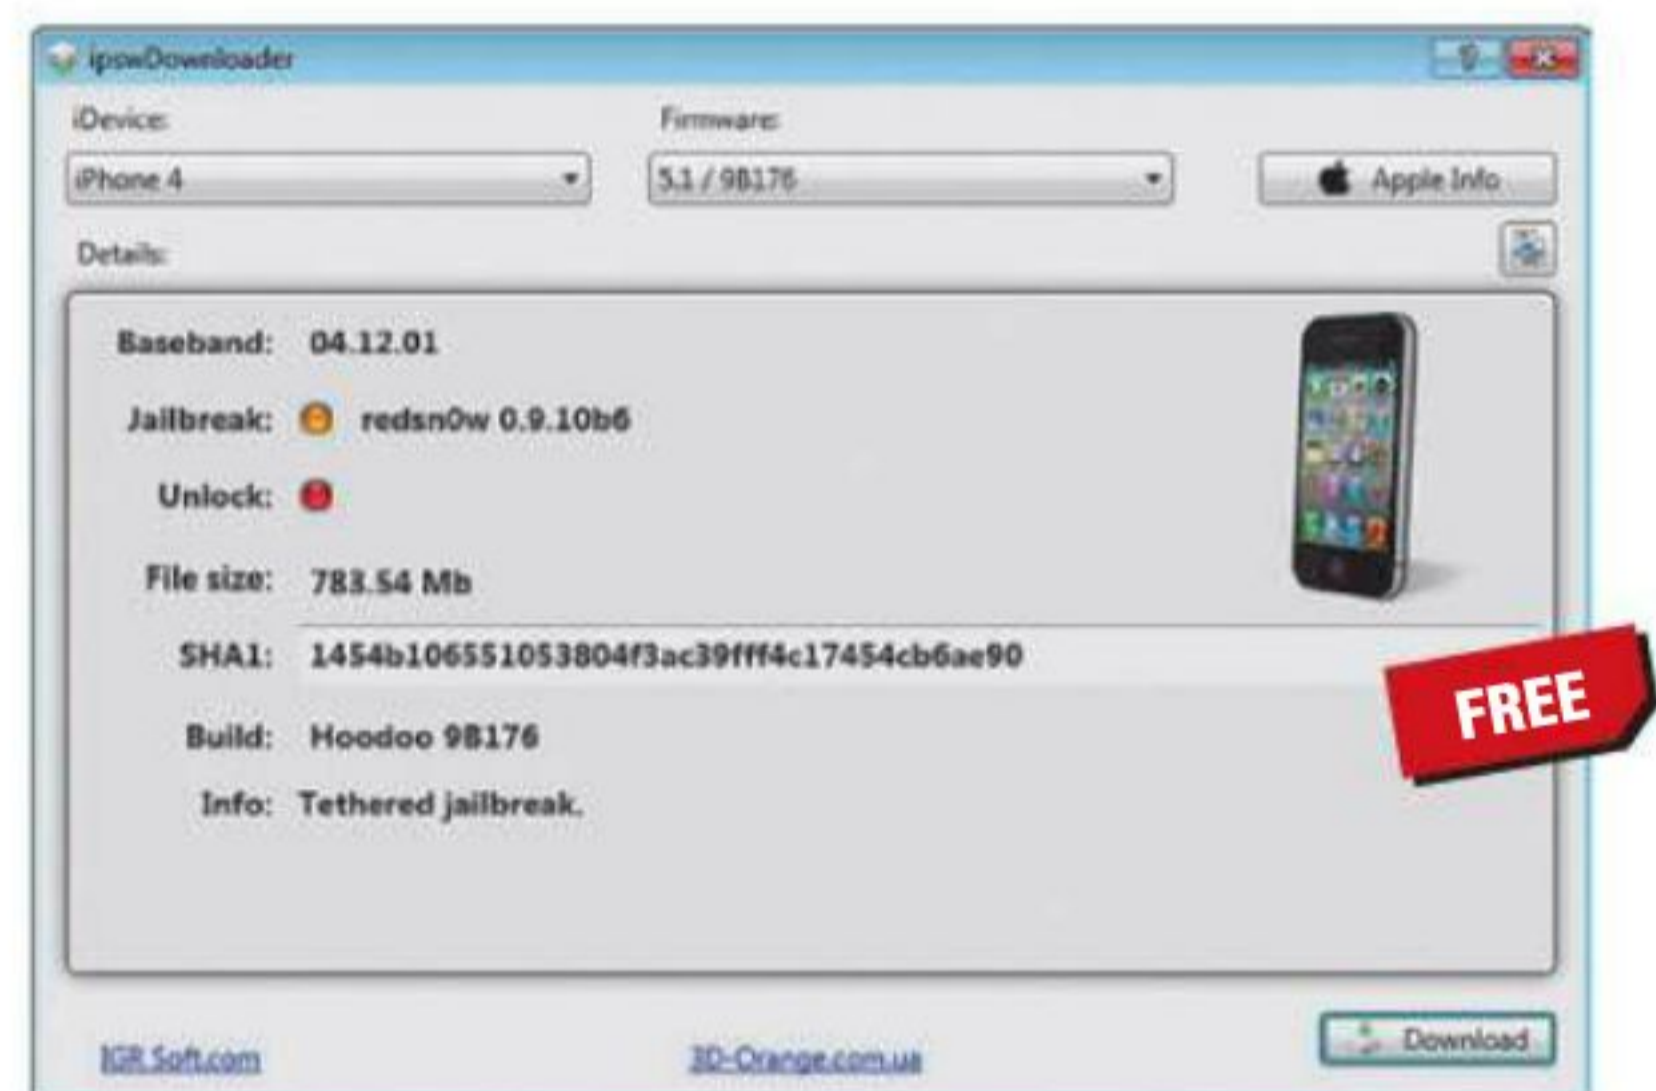 ipswDownloader
iDevice:
Firmware:
iPhone 4
5.1 / 9B176
Apple Info
Details:
Baseband: 04.12.01
Jailbreak: redsn0w 0.9.10b6
Unlock:
File size: 783.54 Mb
SHA1: 1454b106551053804f3ac39fff4c17454cb6ae90
FREE
Build: Hoodoo 9B176
Info: Tethered jailbreak.
IGR Soft.com
3D-Orange.com.ua
Download